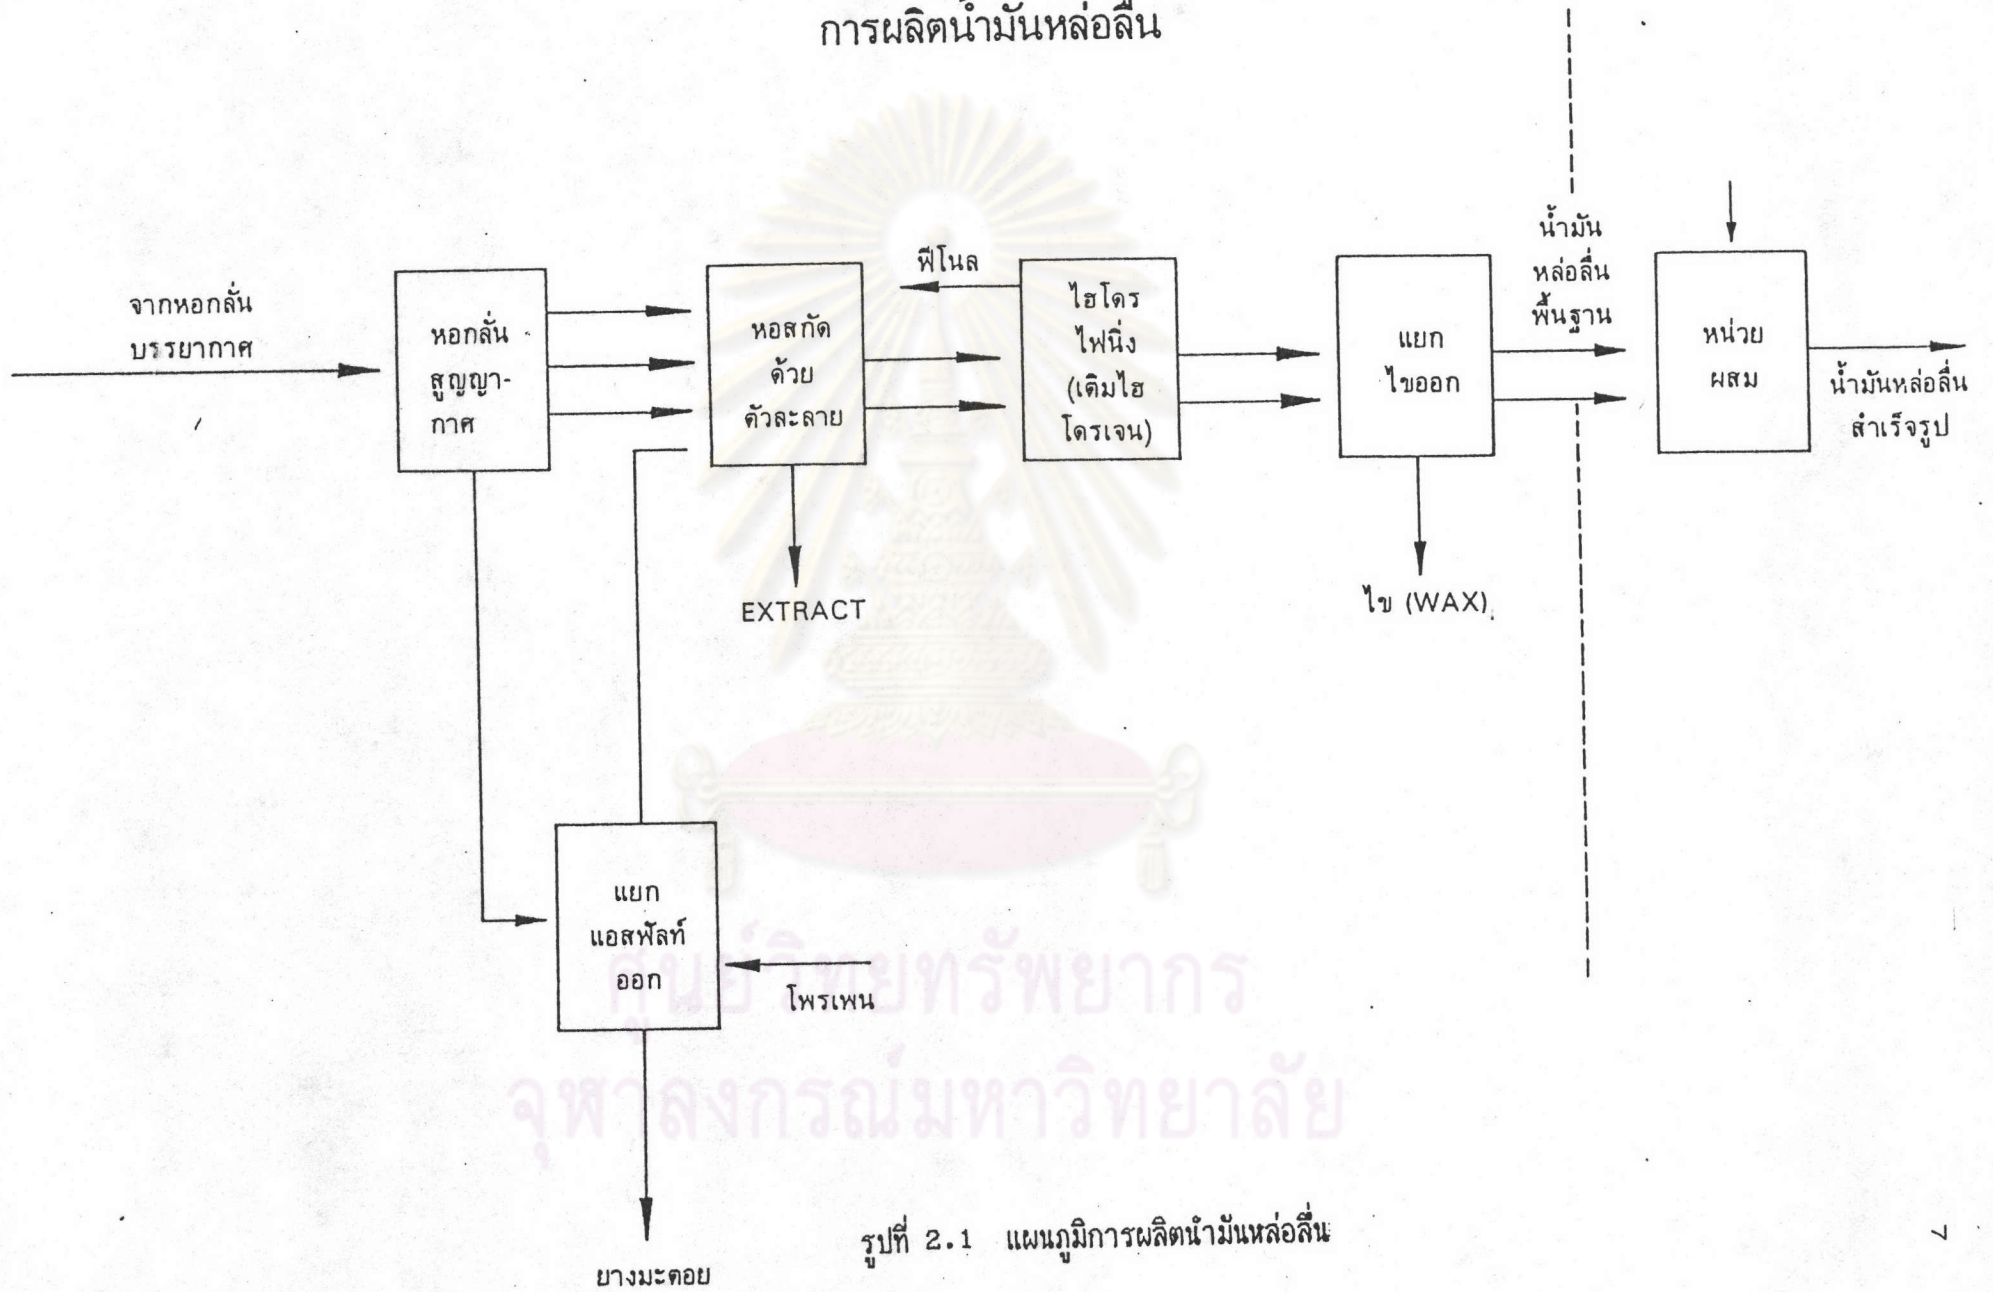 การผลิตน้ำมันหล่อลื่น
จากหอกลั่น
บรรยากาศ
หอกลั่น
สูญญา-
กาศ
หอสกัด
ด้วย
ตัวละลาย
ฟีโนล
ไฮโดร
ไฟนิ่ง
(เติมไฮ
โดรเจน)
แยก
ไขออก
น้ำมัน
หล่อลื่น
พื้นฐาน
หน่วย
ผสม
น้ำมันหล่อลื่น
สำเร็จรูป
EXTRACT
ไข (WAX)
แยก
แอสฟัลท์
ออก
โพรเพน
ยางมะตอย
ศูนย์วิทยทรัพยากร
จุฬาลงกรณ์มหาวิทยาลัย
รูปที่ 2.1 แผนภูมิการผลิตน้ำมันหล่อลื่น